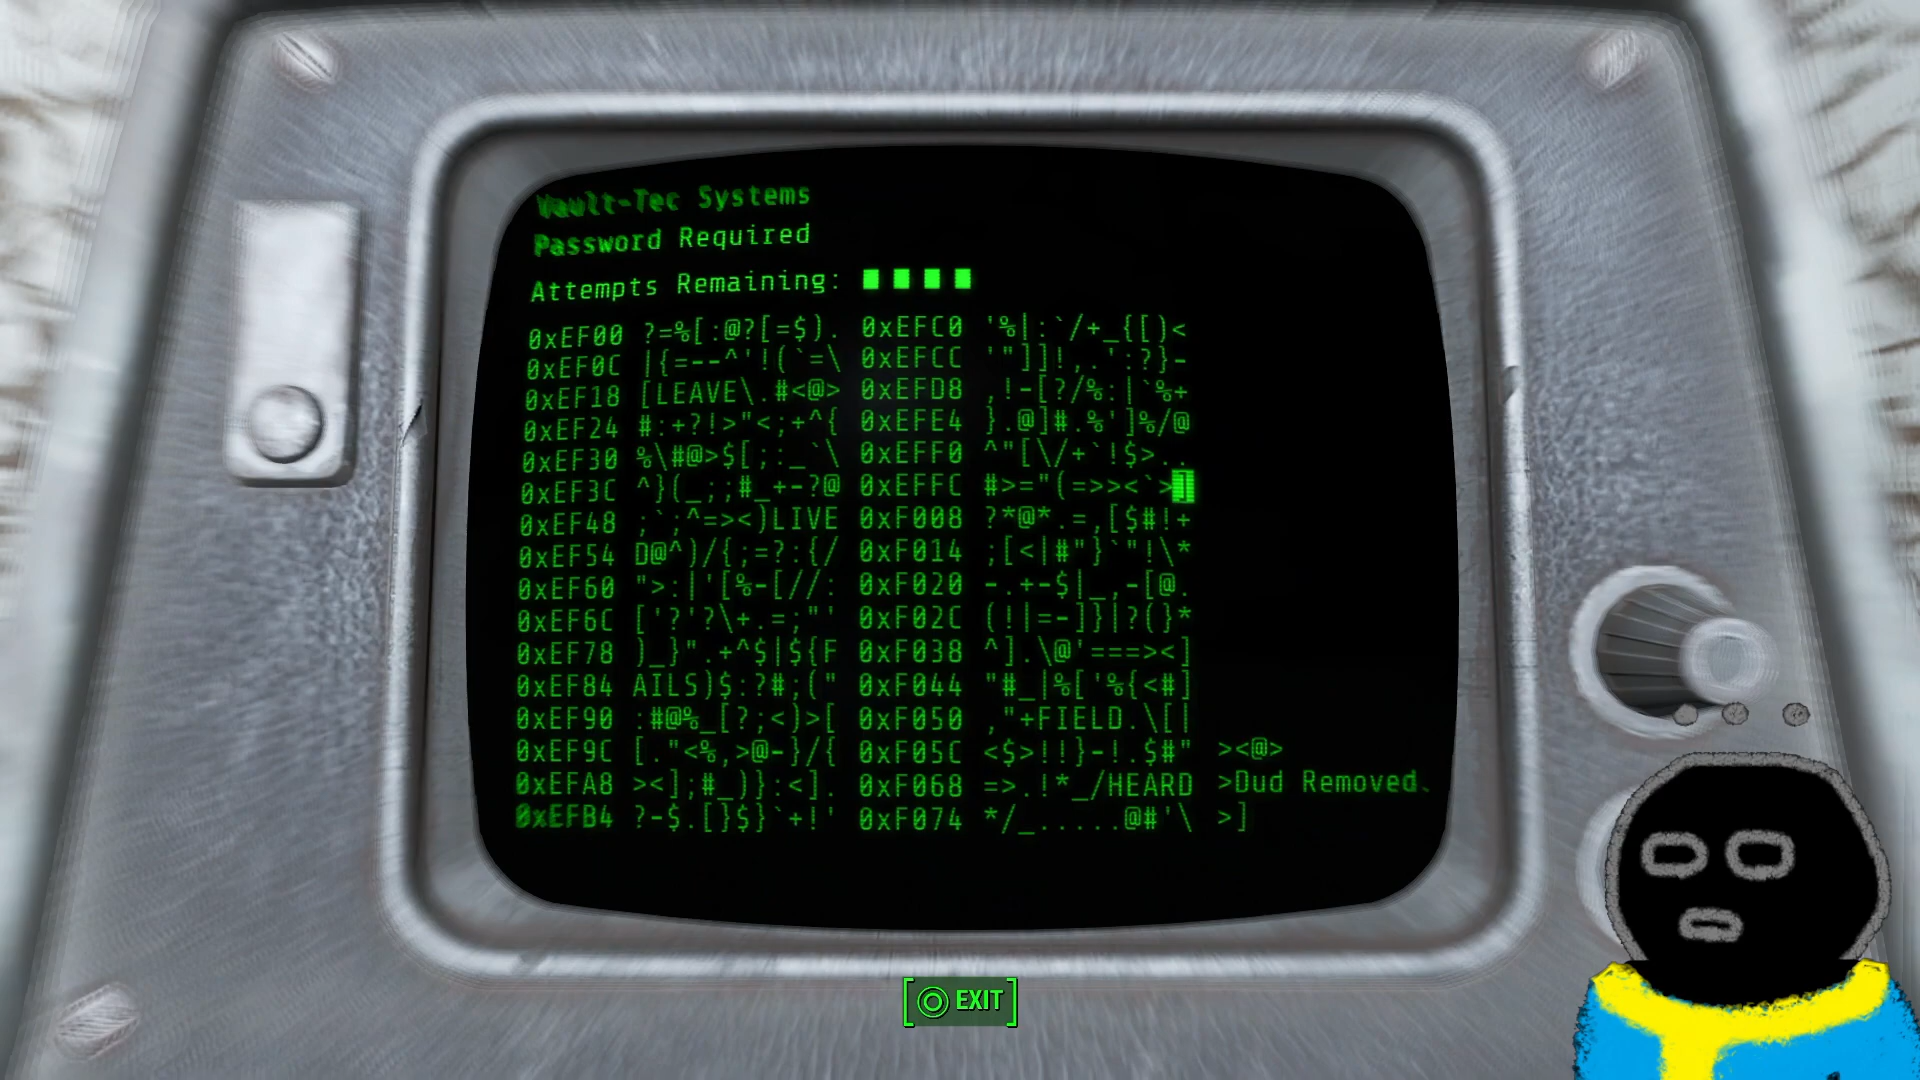 Vault-Tec Systems
Password Required
Attempts Remaining: ■ ■ ■ ■
0xEF00 ?=%[:@?[=$). 0xEFC0 '%|:`/+_{[)<
0xEF0C |{=--^'!(`=\ 0xEFCC '"]]!,.':?}-
0xEF18 [LEAVE\.#<@> 0xEFD8 ,!-[?/%:|`%+
0xEF24 #:+?!>"<;+^{ 0xEFE4 }.@]#.%']%/@
0xEF30 %\#@>$[;:_`\ 0xEFF0 ^"[\/+`!$>..
0xEF3C ^}(_;;#_+-?@ 0xEFFC #>="(=>><`>]
0xEF48 ;`;^=><)LIVE 0xF008 ?*@*.=,[$#!+
0xEF54 D@^)/{;=?:{/ 0xF014 ;[<|#"}`"!\*
0xEF60 ">:|'[%-[//: 0xF020 -.+-$|_,-[@.
0xEF6C ['?'?\+.=;"' 0xF02C (!|=-]}|?(}*
0xEF78 )_}".+^$|${F 0xF038 ^].\@'===><]
0xEF84 AILS)$:?#;(" 0xF044 "#_|%['%{<#]
0xEF90 :#@%_[?;<)>[ 0xF050 ,"+FIELD.\[|
0xEF9C [."<%,>@-}/{ 0xF05C <$>!!}-!.$#" ><@>
0xEFA8 ><];#_)}:<]. 0xF068 =>.!*_/HEARD >Dud Removed.
0xEFB4 ?-$.[}$}`+!' 0xF074 */_.....@#'\ >]
EXIT